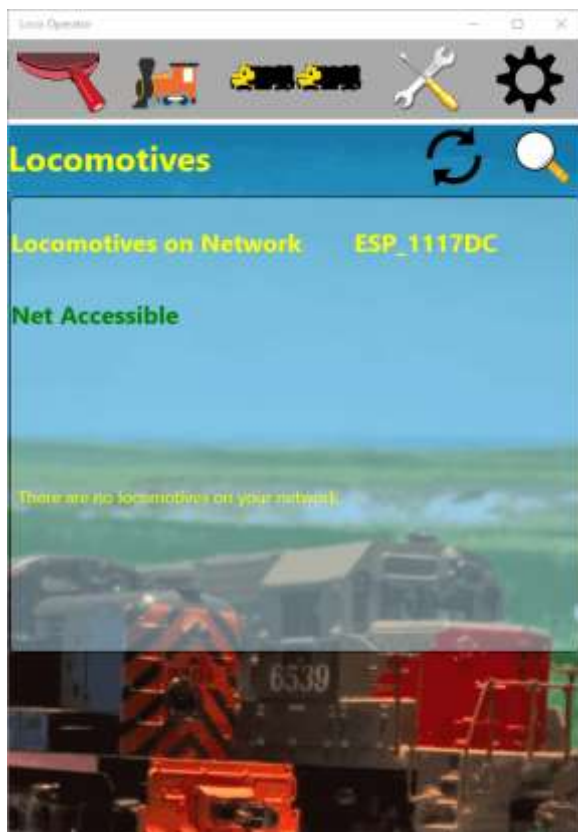 Loco Operator
Locomotives
Locomotives on Network ESP_1117DC
Net Accessible
There are no locomotives on your network.
6539